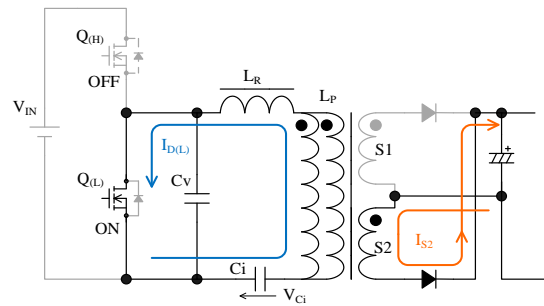 Q(H)
OFF
VIN
LR
LP
ID(L)
S1
Q(L)
Cv
ON
S2
IS2
Ci
VCi
+